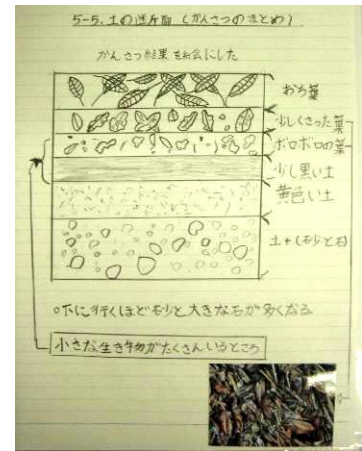 5-5. 土の断面 (かんさつのまとめ)
かんさつ結果を絵にした
おち葉
少しくさった葉
ボロボロの葉
少し黒い土
黄色い土
土+(砂と石)
○下に行くほど砂と大きな石が多くなる
小さな生き物がたくさんいるところ